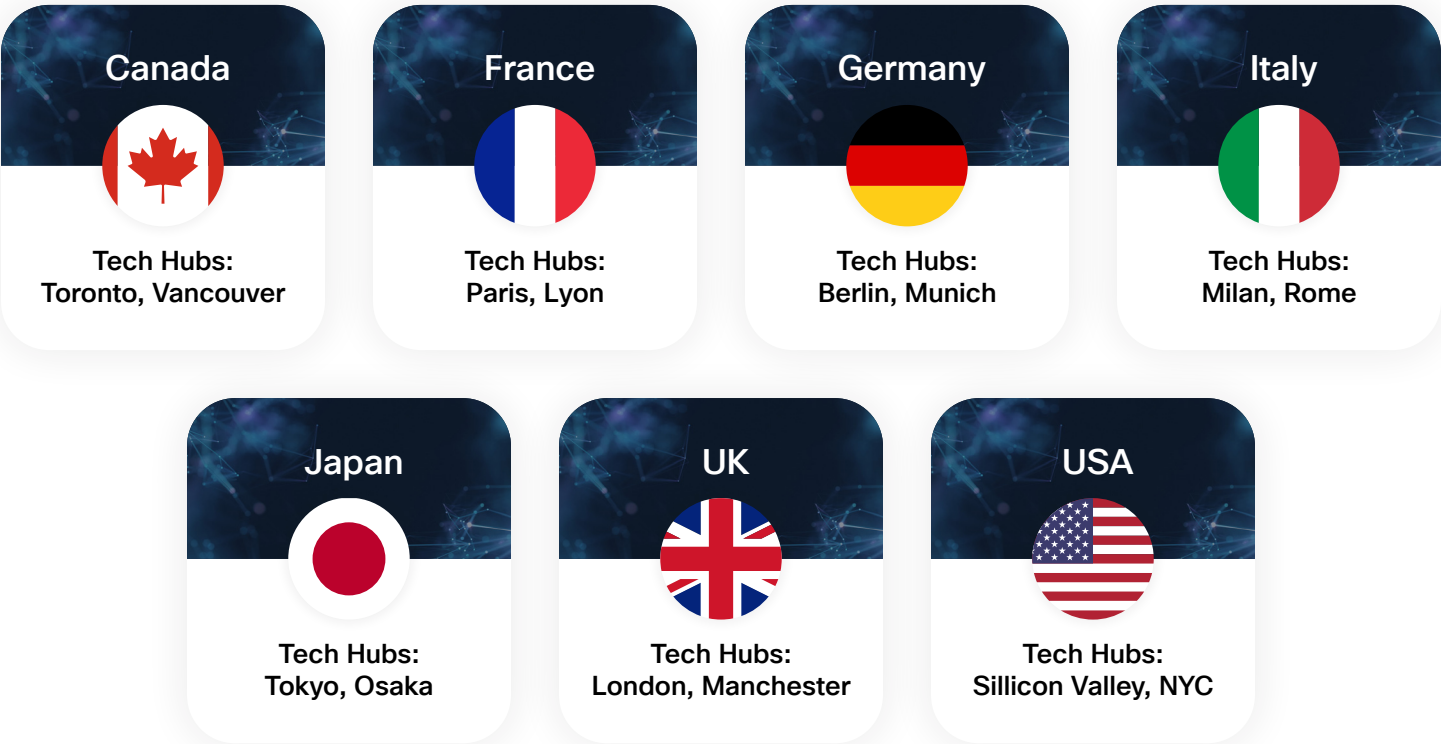 Canada
Tech Hubs:
Toronto, Vancouver
France
Tech Hubs:
Paris, Lyon
Germany
Tech Hubs:
Berlin, Munich
Italy
Tech Hubs:
Milan, Rome
Japan
Tech Hubs:
Tokyo, Osaka
UK
Tech Hubs:
London, Manchester
USA
Tech Hubs:
Sillicon Valley, NYC